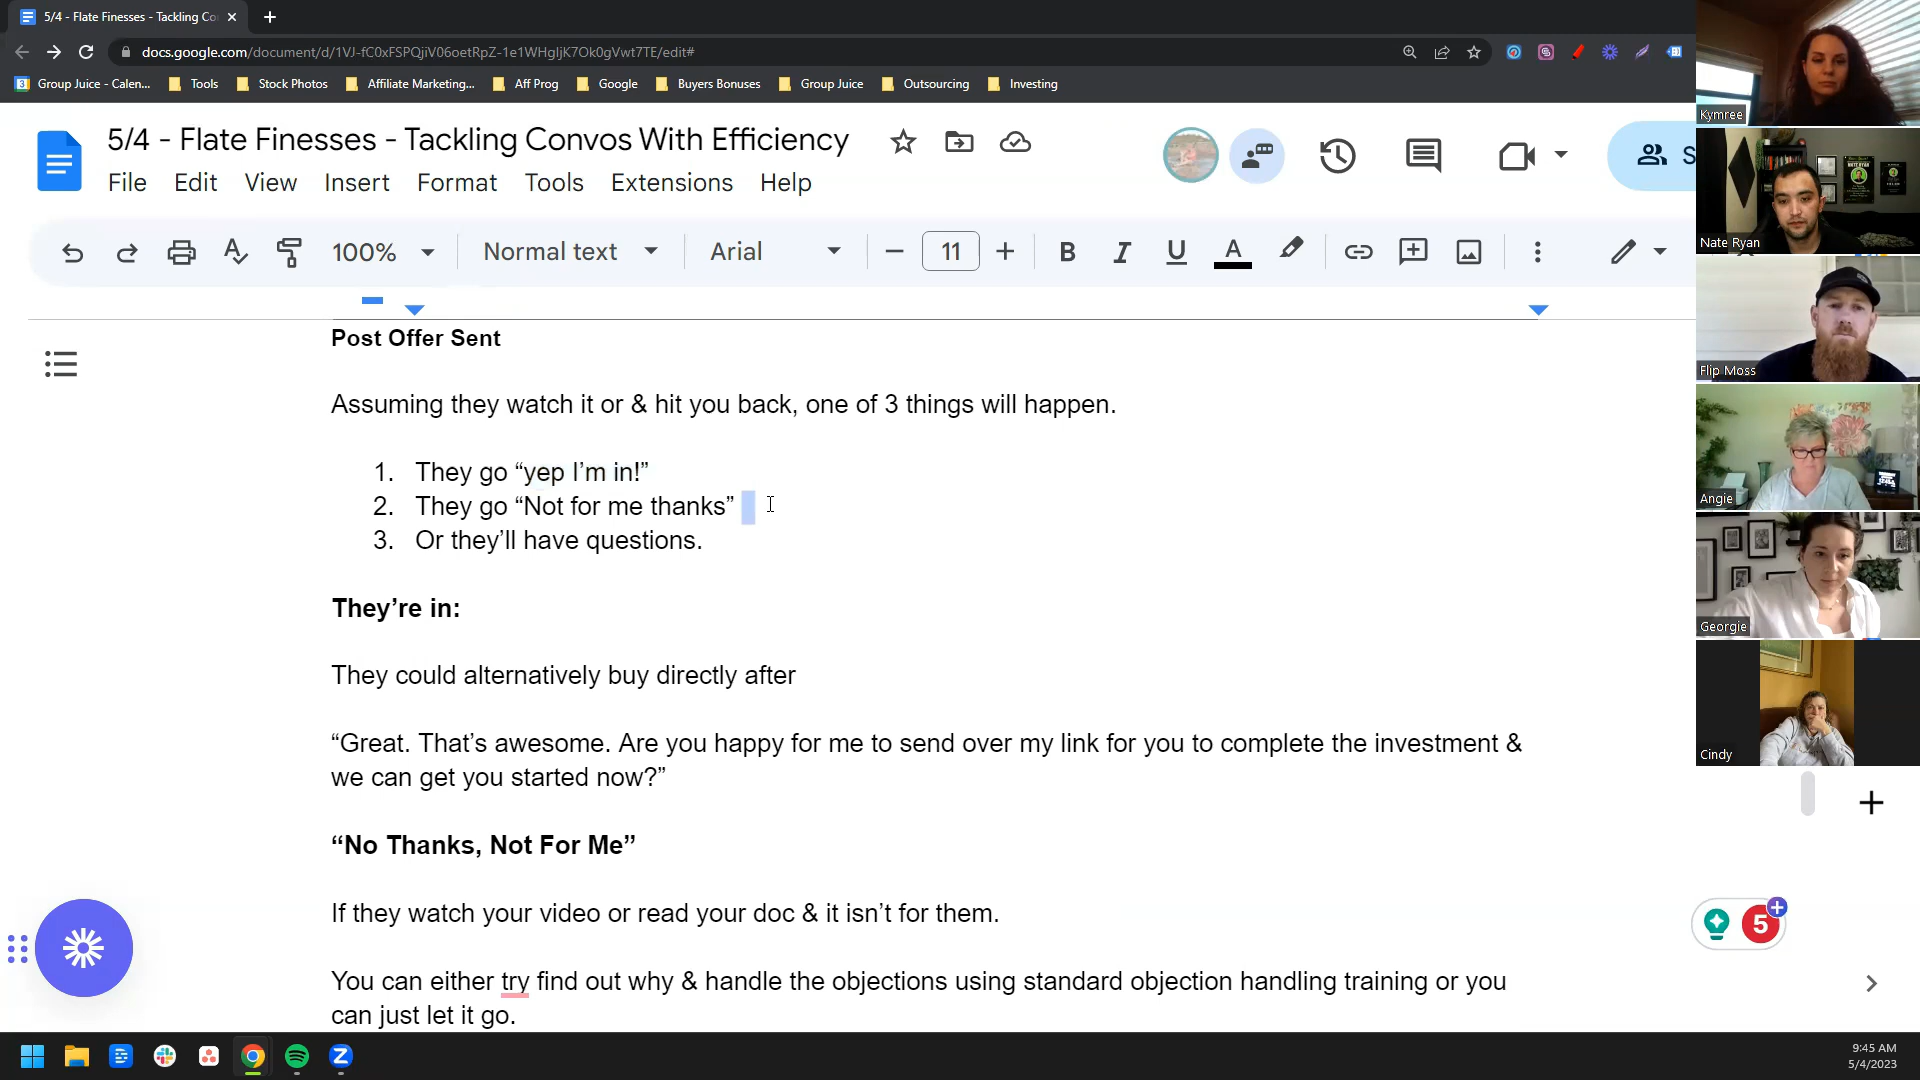 5/4 - Flate Finesses - Tackling Co
docs.google.com/document/d/1VJ-fC0xFSPQjiV06oetRpZ-1e1WHgIjK7Ok0gVwt7TE/edit#
Group Juice - Calen... Tools Stock Photos Affiliate Marketing... Aff Prog Google Buyers Bonuses Group Juice Outsourcing Investing
5/4 - Flate Finesses - Tackling Convos With Efficiency
File Edit View Insert Format Tools Extensions Help
S
100% Normal text Arial 11 B I U A
Post Offer Sent
Assuming they watch it or & hit you back, one of 3 things will happen.
1. They go “yep I’m in!”
2. They go “Not for me thanks”
3. Or they’ll have questions.
They’re in:
They could alternatively buy directly after
“Great. That’s awesome. Are you happy for me to send over my link for you to complete the investment &
we can get you started now?”
“No Thanks, Not For Me”
If they watch your video or read your doc & it isn’t for them.
You can either try find out why & handle the objections using standard objection handling training or you
can just let it go.
Kymree
Nate Ryan
Flip Moss
Angie
Georgie
Cindy
5
9:45 AM
5/4/2023